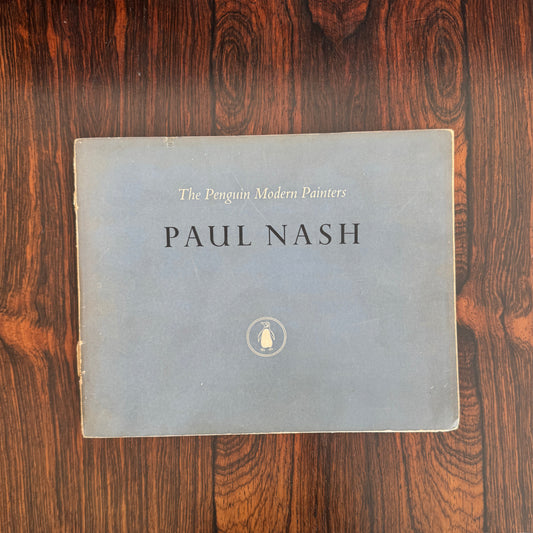 The Penguin Modern Painters
PAUL NASH